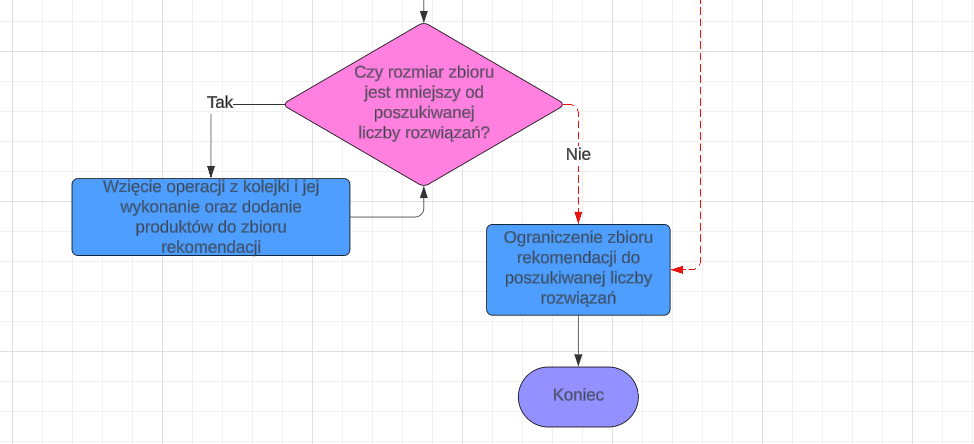 Czy rozmiar zbioru
jest mniejszy od
poszukiwanej
liczby rozwiązań?
Tak
Nie
Wzięcie operacji z kolejki i jej
wykonanie oraz dodanie
produktów do zbioru
rekomendacji
Ograniczenie zbioru
rekomendacji do
poszukiwanej liczby
rozwiązań
Koniec